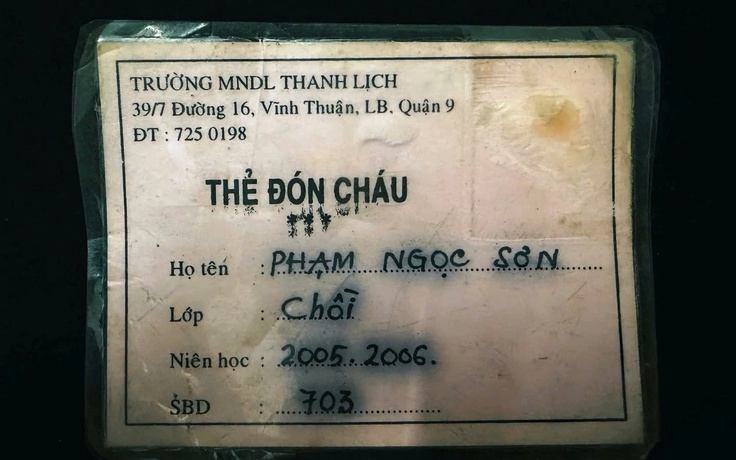 TRƯỜNG MNDL THANH LỊCH
39/7 Đường 16, Vĩnh Thuận, LB, Quận 9
ĐT : 725 0198
THẺ ĐÓN CHÁU
***
Họ tên : PHẠM NGỌC SƠN
Lớp : Chồi
Niên học : 2005.2006.
SBD : 703